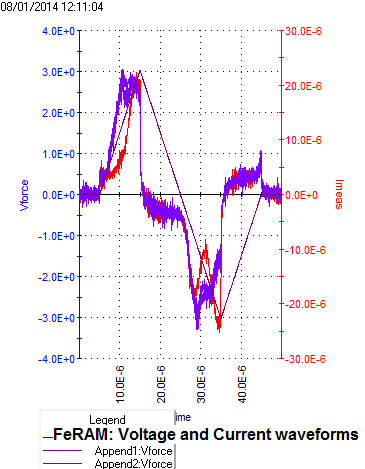 08/01/2014 12:11:04
4.0E+0
3.0E+0
2.0E+0
1.0E+0
0.0E+0
-1.0E+0
-2.0E+0
-3.0E+0
-4.0E+0
Vforce
30.0E-6
20.0E-6
10.0E-6
0.0E+0
-10.0E-6
-20.0E-6
-30.0E-6
Imeas
10.0E-6
20.0E-6
30.0E-6
40.0E-6
ime
Legend
FeRAM: Voltage and Current waveforms
Append1:Vforce
Append2:Vforce